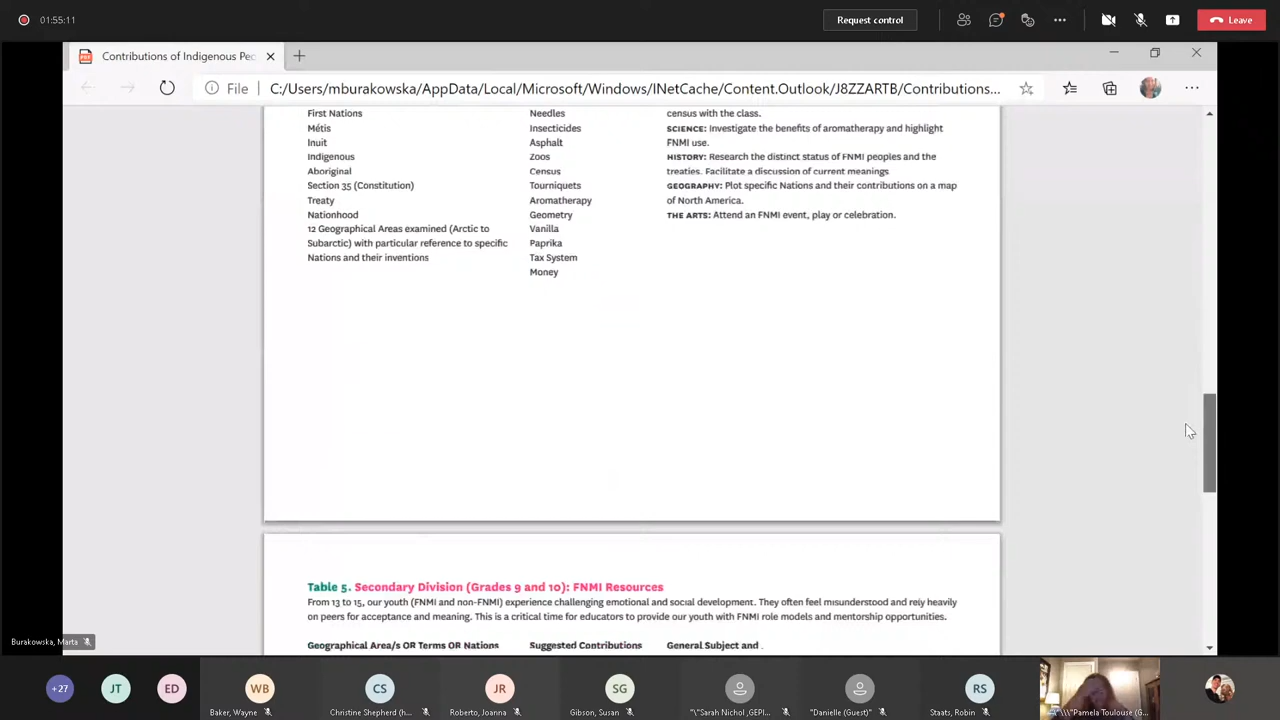 01:55:11
Request control
Leave
Contributions of Indigenous Pec
File
C:/Users/mburakowska/AppData/Local/Microsoft/Windows/INetCache/Content.Outlook/J8ZZARTB/Contributions...
First Nations
Métis
Inuit
Indigenous
Aboriginal
Section 35 (Constitution)
Treaty
Nationhood
12 Geographical Areas examined (Arctic to
Subarctic) with particular reference to specific
Nations and their inventions
Needles
Insecticides
Asphalt
Zoos
Census
Tourniquets
Aromatherapy
Geometry
Vanilla
Paprika
Tax System
Money
census with the class.
SCIENCE: Investigate the benefits of aromatherapy and highlight
FNMI use.
HISTORY: Research the distinct status of FNMI peoples and the
treaties. Facilitate a discussion of current meanings
GEOGRAPHY: Plot specific Nations and their contributions on a map
of North America.
THE ARTS: Attend an FNMI event, play or celebration.
Table 5. Secondary Division (Grades 9 and 10): FNMI Resources
From 13 to 15, our youth (FNMI and non-FNMI) experience challenging emotional and social development. They often feel misunderstood and rely heavily
on peers for acceptance and meaning. This is a critical time for educators to provide our youth with FNMI role models and mentorship opportunities.
Geographical Area/s OR Terms OR Nations
Suggested Contributions
General Subject and
Burakowska, Marta
+27
JT
ED
WB
Baker, Wayne
CS
Christine Shepherd (h...
JR
Roberto, Joanna
SG
Gibson, Susan
"\"Sarah Nichol ,GEPI...
"Danielle (Guest)"
RS
Staats, Robin
"\"\\\"Pamela Toulouse (G...